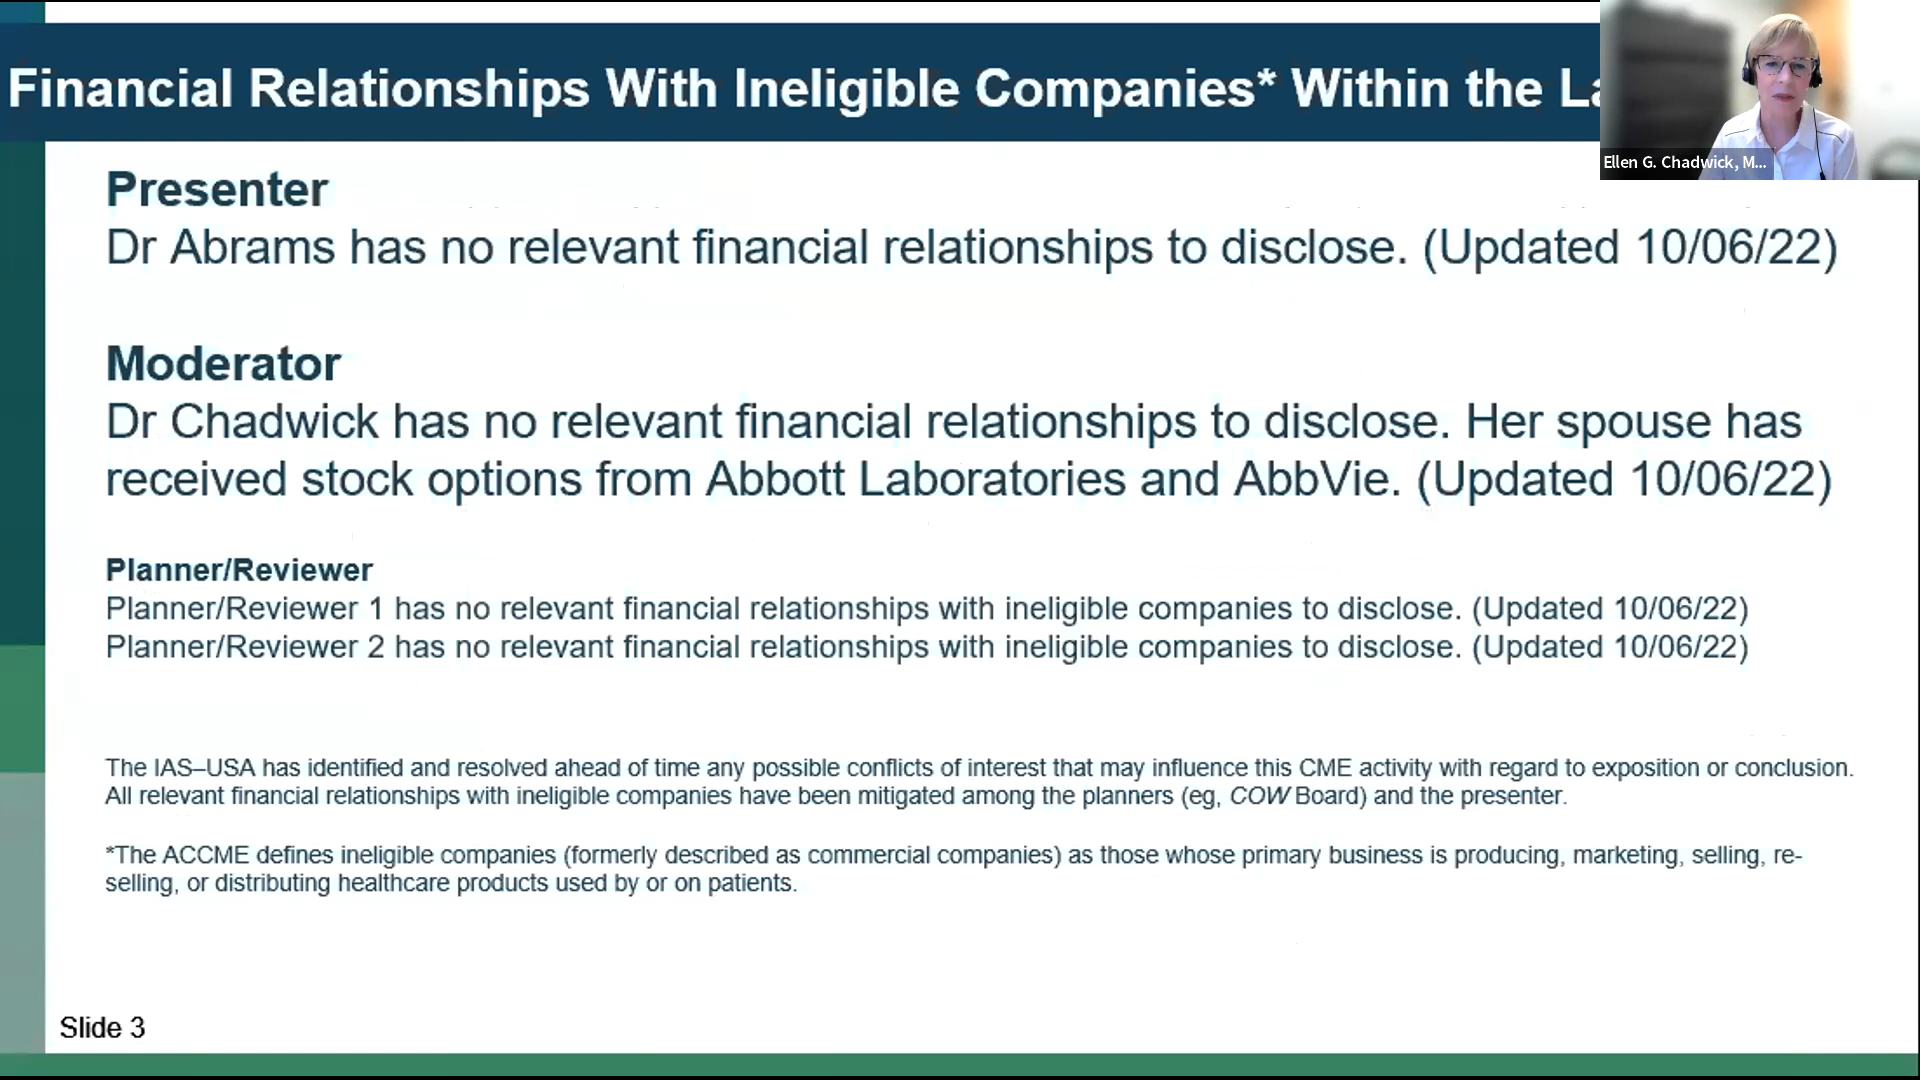 Financial Relationships With Ineligible Companies* Within the
Ellen G. Chadwick, M...
Presenter
Dr Abrams has no relevant financial relationships to disclose. (Updated 10/06/22)
Moderator
Dr Chadwick has no relevant financial relationships to disclose. Her spouse has
received stock options from Abbott Laboratories and AbbVie. (Updated 10/06/22)
Planner/Reviewer
Planner/Reviewer 1 has no relevant financial relationships with ineligible companies to disclose. (Updated 10/06/22)
Planner/Reviewer 2 has no relevant financial relationships with ineligible companies to disclose. (Updated 10/06/22)
The IAS–USA has identified and resolved ahead of time any possible conflicts of interest that may influence this CME activity with regard to exposition or conclusion.
All relevant financial relationships with ineligible companies have been mitigated among the planners (eg, COW Board) and the presenter.
*The ACCME defines ineligible companies (formerly described as commercial companies) as those whose primary business is producing, marketing, selling, re-
selling, or distributing healthcare products used by or on patients.
Slide 3